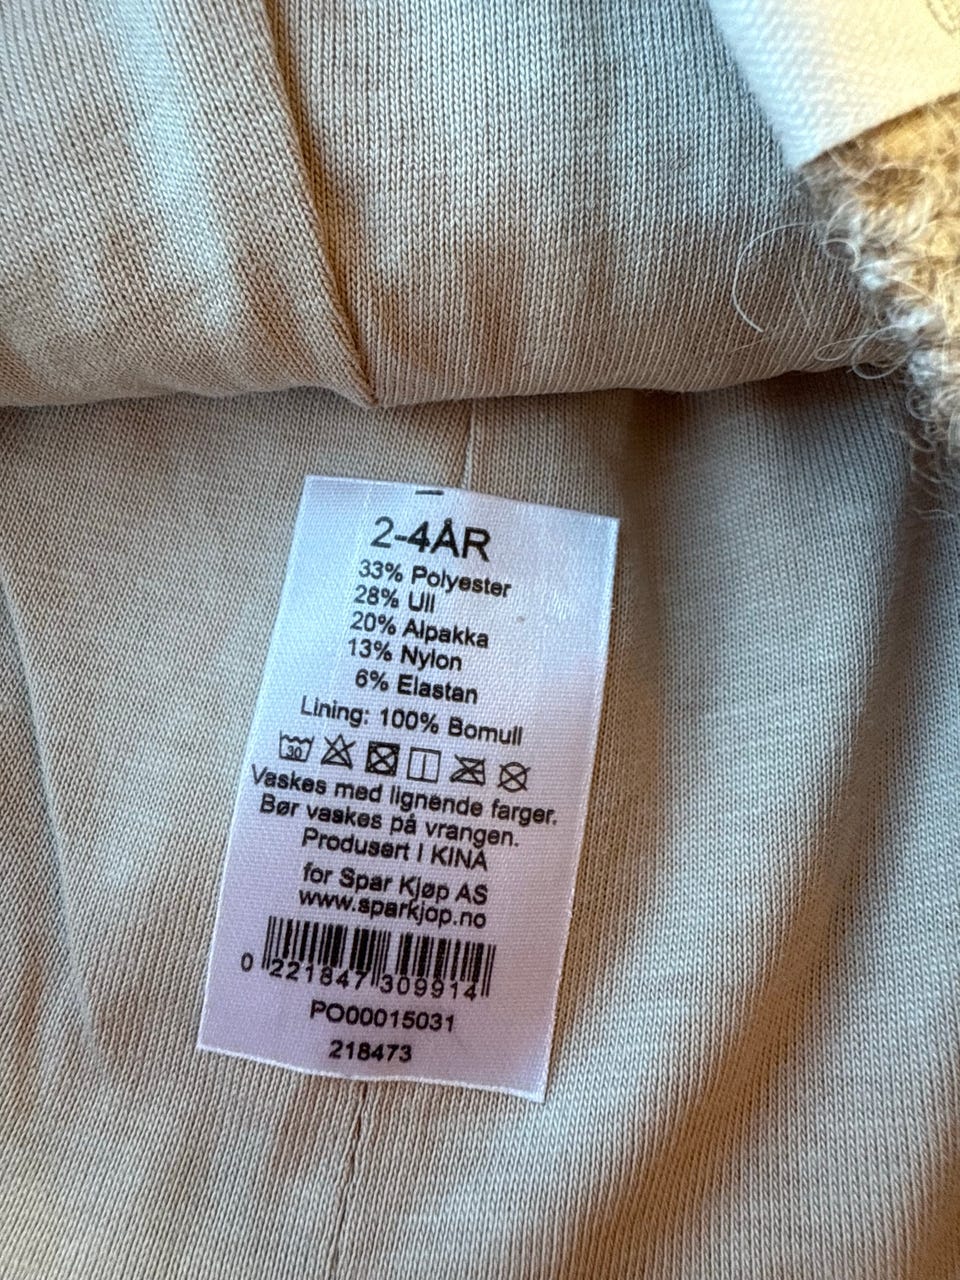 2-4ÅR
33% Polyester
28% Ull
20% Alpakka
13% Nylon
6% Elastan
Lining: 100% Bomull
30
Vaskes med lignende farger.
Bør vaskes på vrangen.
Produsert I KINA
for Spar Kjøp AS
www.sparkjop.no
0 221847 309914
PO00015031
218473